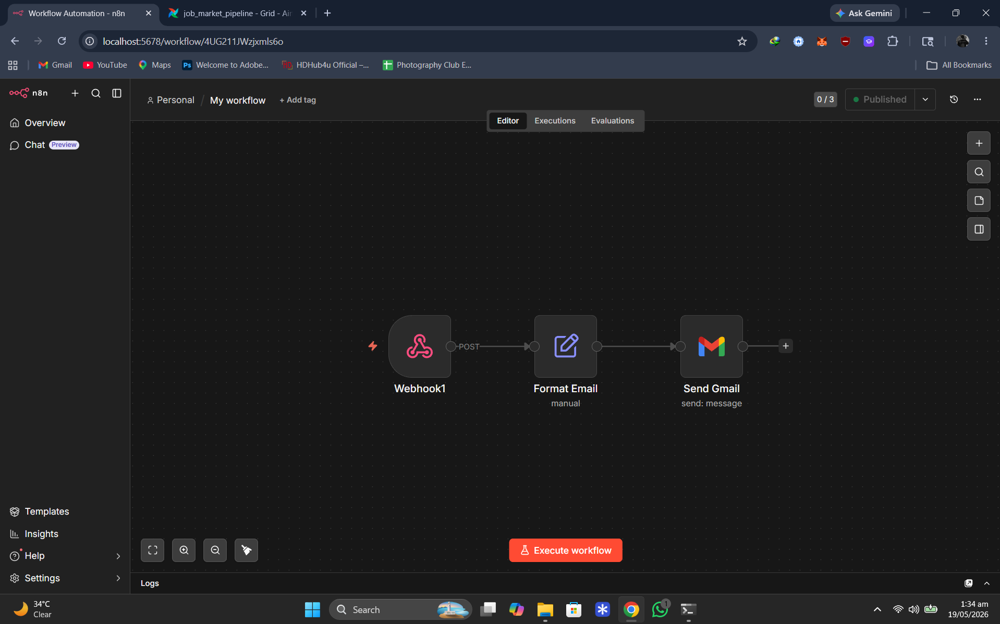 Workflow Automation - n8n
job_market_pipeline - Grid - Air
Ask Gemini
localhost:5678/workflow/4UG211JWzjxmls6o
Gmail
YouTube
Maps
Ps
Welcome to Adobe...
HDHub4u Official –...
Photography Club E...
All Bookmarks
n8n
Personal / My workflow
+ Add tag
0 / 3
Published
Editor
Executions
Evaluations
Overview
Chat
Preview
POST
Webhook1
Format Email
manual
Send Gmail
send: message
Templates
Insights
Help
Settings
Execute workflow
Logs
34°C
Clear
Search
1
1:34 am
19/05/2026